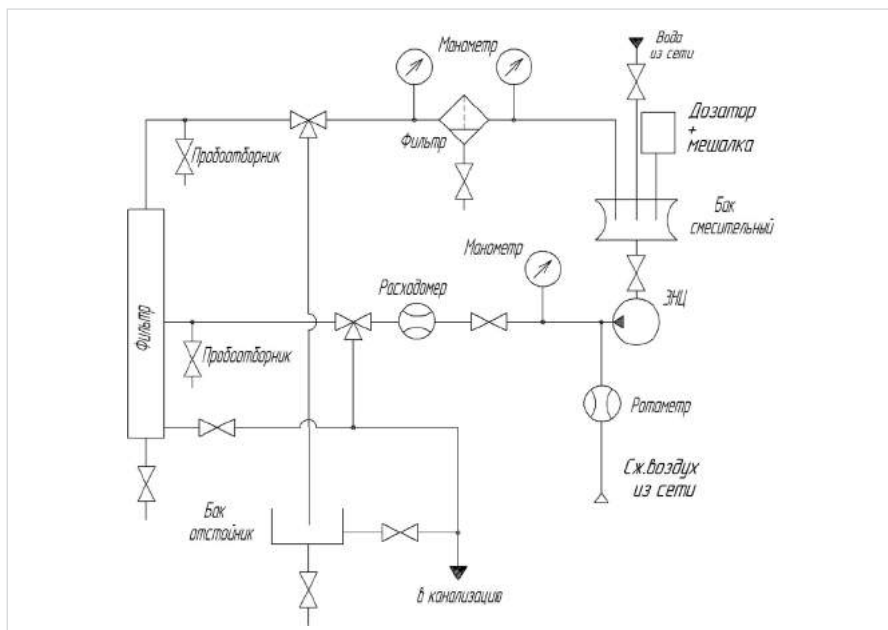 Манометр
Вода
из сети
Дозатор
+
мешалка
Пробоотборник
Фильтр
Бак
смесительный
Манометр
Расходомер
ЭНЦ
Фильтр
Пробоотборник
Ротаметр
Сж.воздух
из сети
Бак
отстойник
в канализацию